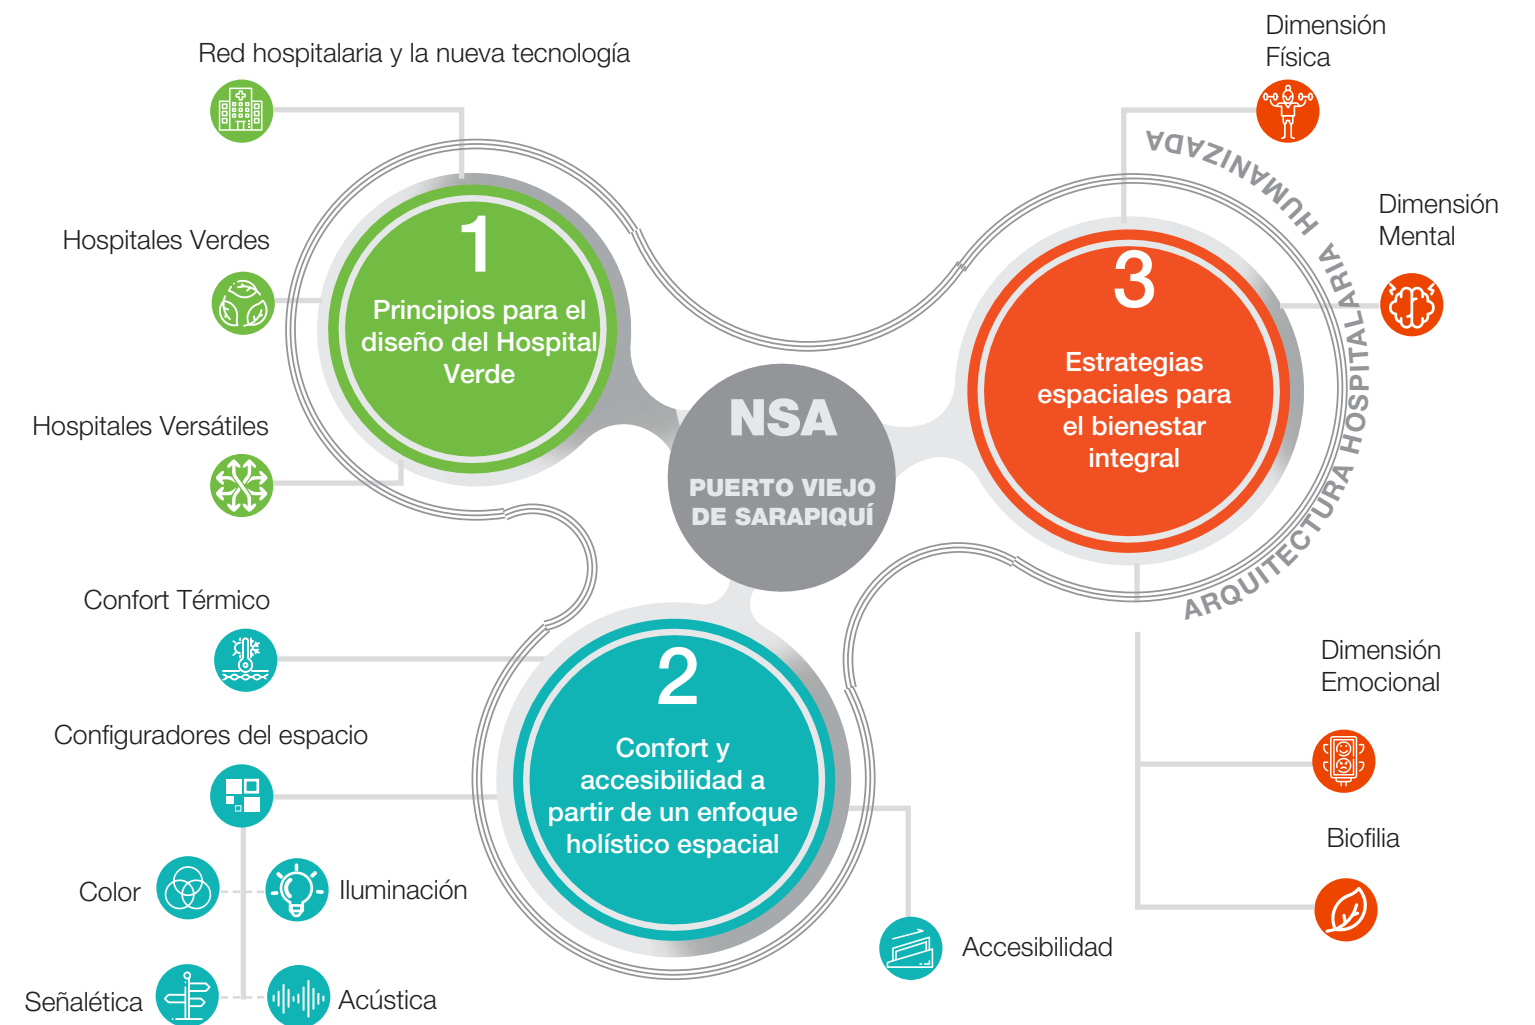 Red hospitalaria y la nueva tecnología
Hospitales Verdes
Hospitales Versátiles
1
Principios para el
diseño del Hospital
Verde
NSA
PUERTO VIEJO
DE SARAPIQUÍ
Dimensión
Física
Dimensión
Mental
3
Estrategias
espaciales para
el bienestar
integral
ARQUITECTURA HOSPITALARIA HUMANIZADA
Dimensión
Emocional
Biofilia
Confort Térmico
Configuradores del espacio
Color
Iluminación
Señalética
Acústica
2
Confort y
accesibilidad a
partir de un enfoque
holístico espacial
Accesibilidad